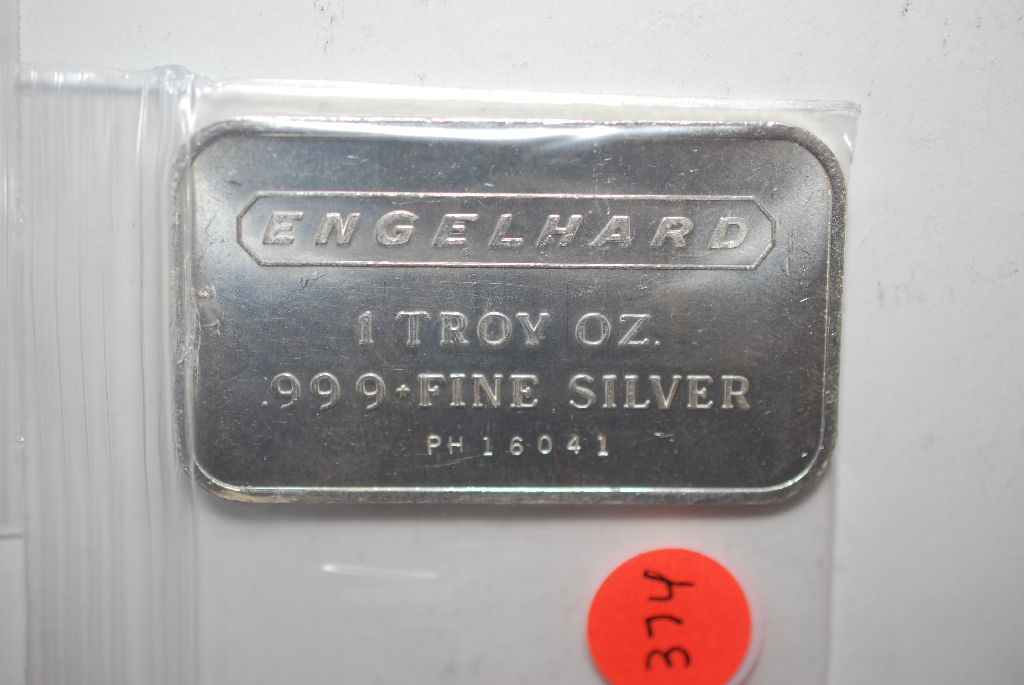 ENGELHARD
1 TROY OZ.
.999+FINE SILVER
PH 16041
374